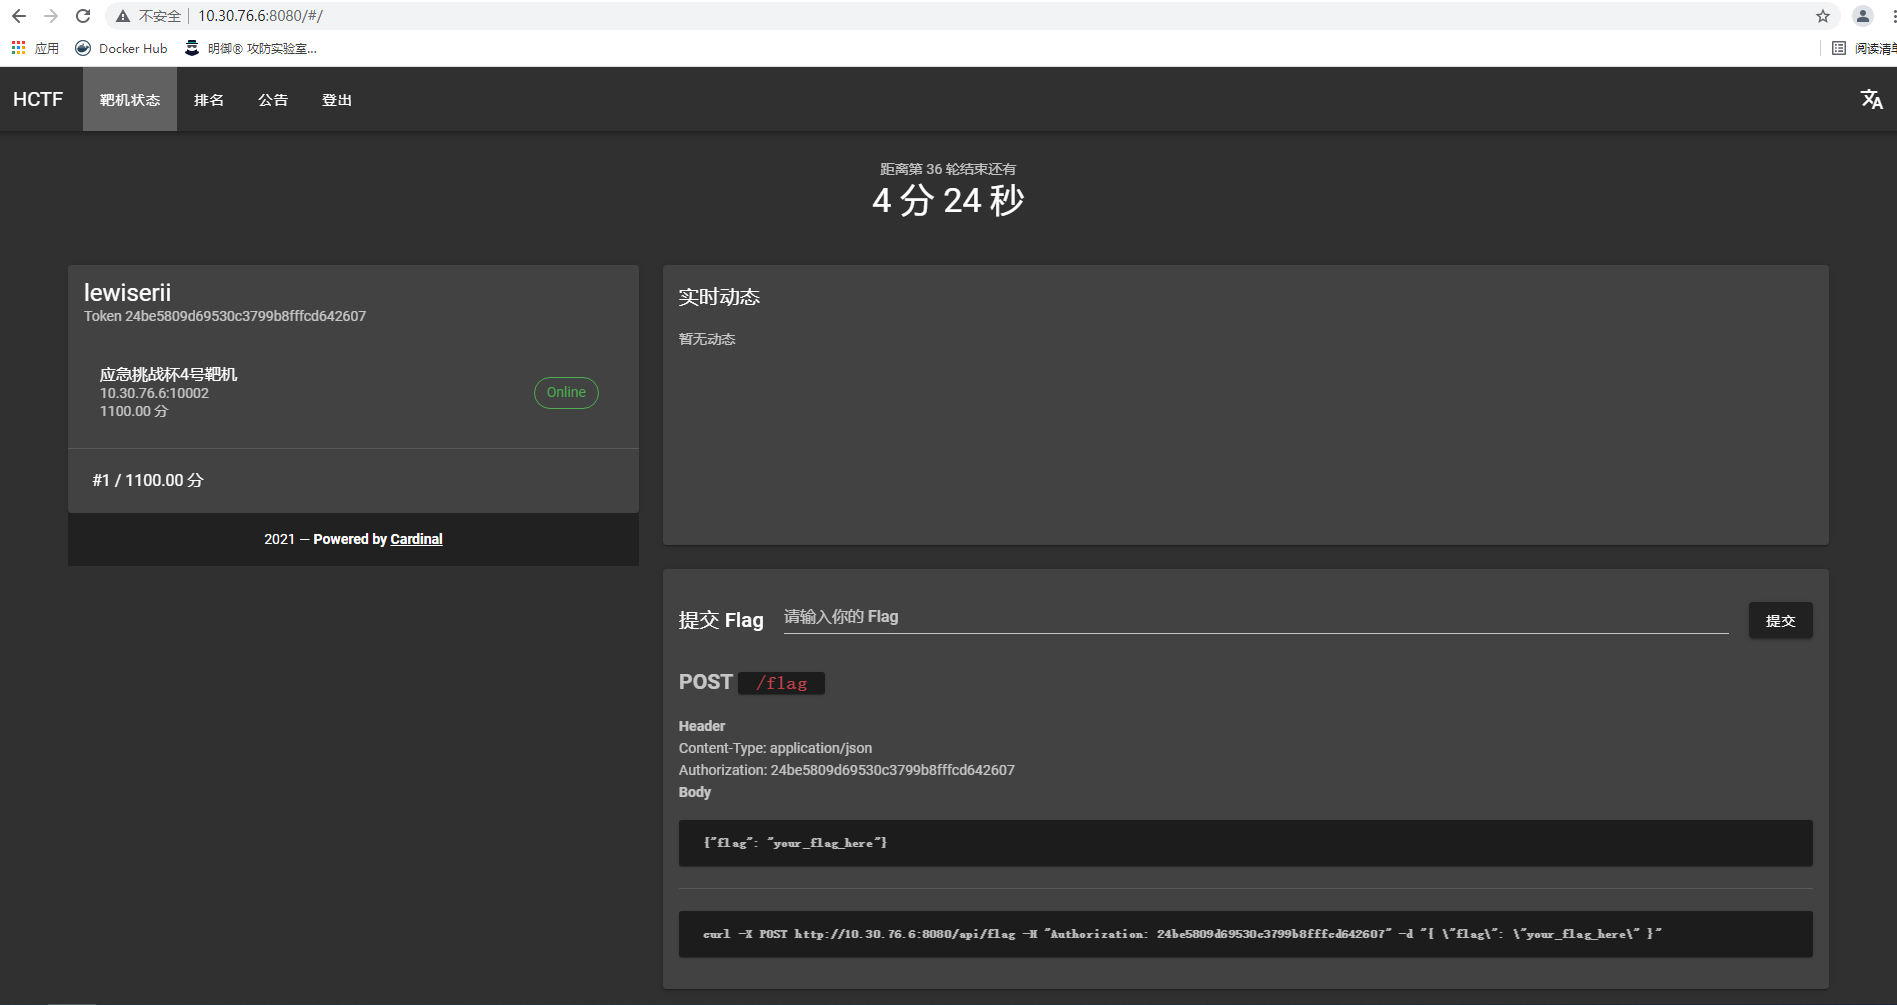 不安全 10.30.76.6:8080/#/
应用 Docker Hub 明御® 攻防实验室... 阅读清单
HCTF 靶机状态 排名 公告 登出
距离第 36 轮结束还有
4 分 24 秒
lewiserii
Token 24be5809d69530c3799b8fffcd642607
应急挑战杯4号靶机
10.30.76.6:10002
1100.00 分
Online
#1 / 1100.00 分
2021 — Powered by Cardinal
实时动态
暂无动态
提交 Flag 请输入你的 Flag 提交
POST /flag
Header
Content-Type: application/json
Authorization: 24be5809d69530c3799b8fffcd642607
Body
{"flag": "your_flag_here"}
curl -X POST http://10.30.76.6:8080/api/flag -H "Authorization: 24be5809d69530c3799b8fffcd642607" -d "{ \"flag\": \"your_flag_here\" }"